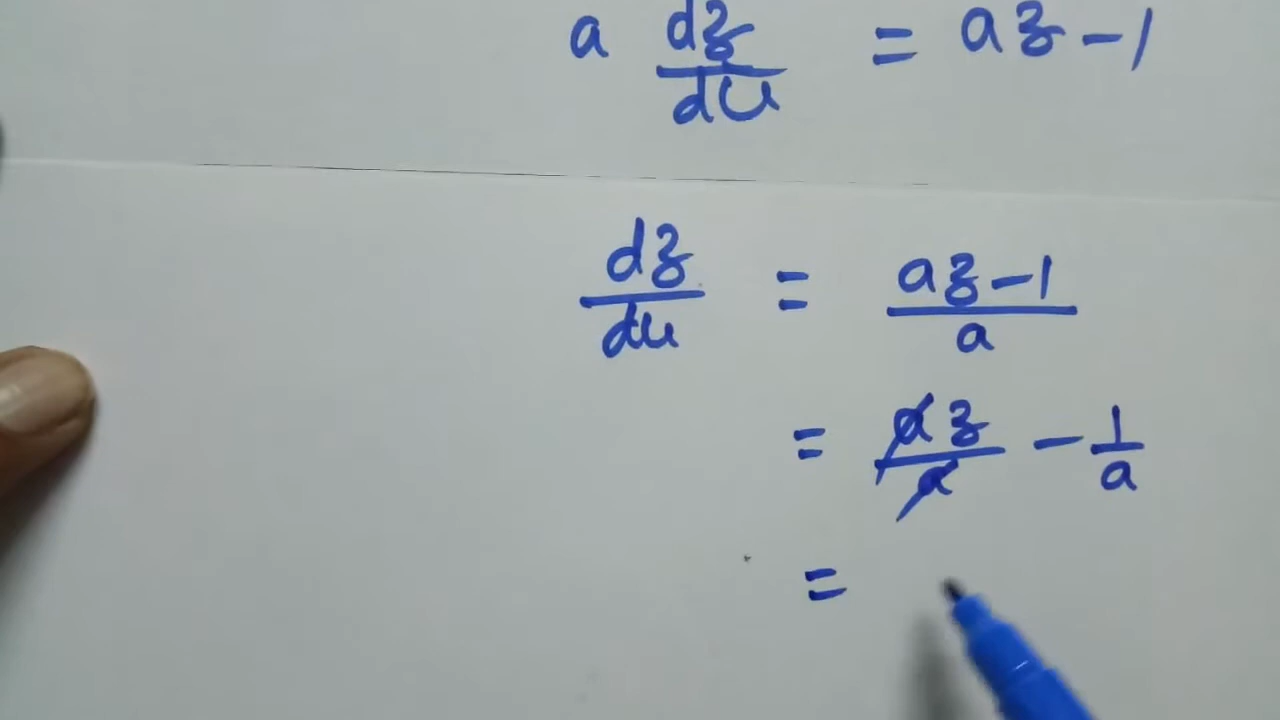 a dz/du = az - 1
dz/du = az - 1/a
= az/a - 1/a
=